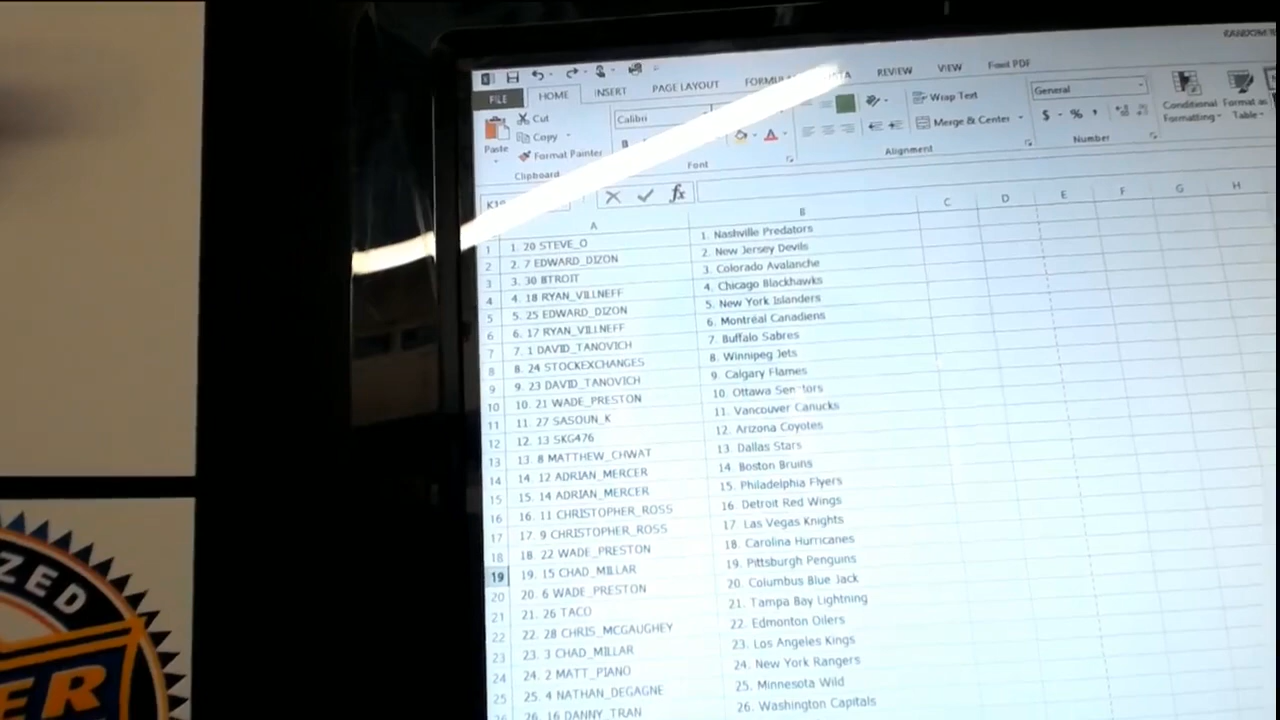 RANDOM
FILE HOME INSERT PAGE LAYOUT REVIEW VIEW Foxit PDF
Cut
Copy
Format Painter
Paste
Clipboard
Calibri
Font
Wrap Text
Merge & Center
Alignment
General
$ % ,
Number
Conditional Formatting
Format as Table
fx
A B C D E F G H
1 1. 20 STEVE_O 1. Nashville Predators
2 2. 7 EDWARD_DIZON 2. New Jersey Devils
3 3. 30 BTROIT 3. Colorado Avalanche
4 4. 18 RYAN_VILLNEFF 4. Chicago Blackhawks
5 5. 25 EDWARD_DIZON 5. New York Islanders
6 6. 17 RYAN_VILLNEFF 6. Montréal Canadiens
7 7. 1 DAVID_TANOVICH 7. Buffalo Sabres
8 8. 24 STOCKEXCHANGES 8. Winnipeg Jets
9 9. 23 DAVID_TANOVICH 9. Calgary Flames
10 10. 21 WADE_PRESTON 10. Ottawa Senators
11 11. 27 SASOUN_K 11. Vancouver Canucks
12 12. 13 SKG476 12. Arizona Coyotes
13 13. 8 MATTHEW_CHWAT 13. Dallas Stars
14 14. 12 ADRIAN_MERCER 14. Boston Bruins
15 15. 14 ADRIAN_MERCER 15. Philadelphia Flyers
16 16. 11 CHRISTOPHER_ROSS 16. Detroit Red Wings
17 17. 9 CHRISTOPHER_ROSS 17. Las Vegas Knights
18 18. 22 WADE_PRESTON 18. Carolina Hurricanes
19 19. 15 CHAD_MILLAR 19. Pittsburgh Penguins
20 20. 6 WADE_PRESTON 20. Columbus Blue Jack
21 21. 26 TACO 21. Tampa Bay Lightning
22 22. 28 CHRIS_MCGAUGHEY 22. Edmonton Oilers
23 23. 3 CHAD_MILLAR 23. Los Angeles Kings
24 24. 2 MATT_PIANO 24. New York Rangers
25 25. 4 NATHAN_DEGAGNE 25. Minnesota Wild
26 26. 16 DANNY_TRAN 26. Washington Capitals
ZED
ER